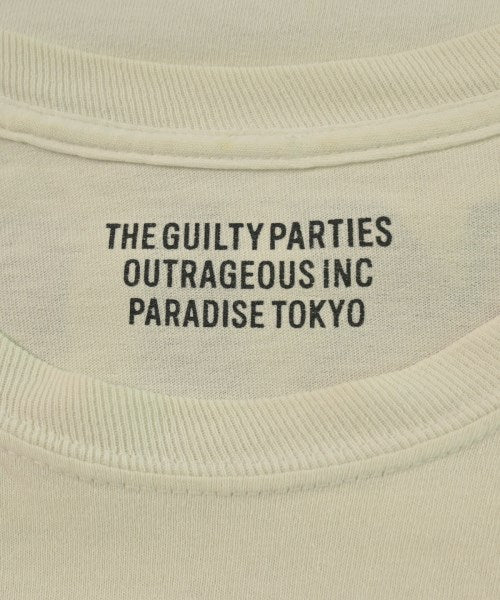 THE GUILTY PARTIES
OUTRAGEOUS INC
PARADISE TOKYO